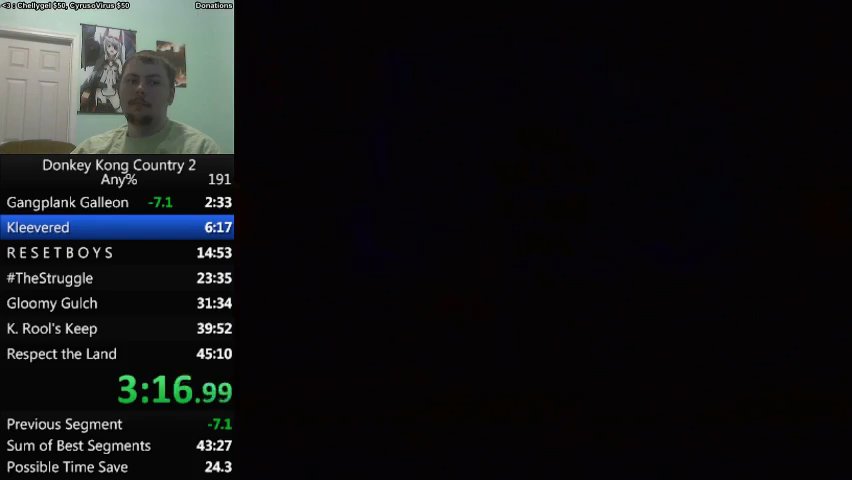 <3 : Chellygel $50, CyrusoVirus $50 Donations
Donkey Kong Country 2
Any% 191
Gangplank Galleon -7.1 2:33
Kleevered 6:17
R E S E T B O Y S 14:53
#TheStruggle 23:35
Gloomy Gulch 31:34
K. Rool's Keep 39:52
Respect the Land 45:10
3:16.99
Previous Segment -7.1
Sum of Best Segments 43:27
Possible Time Save 24.3